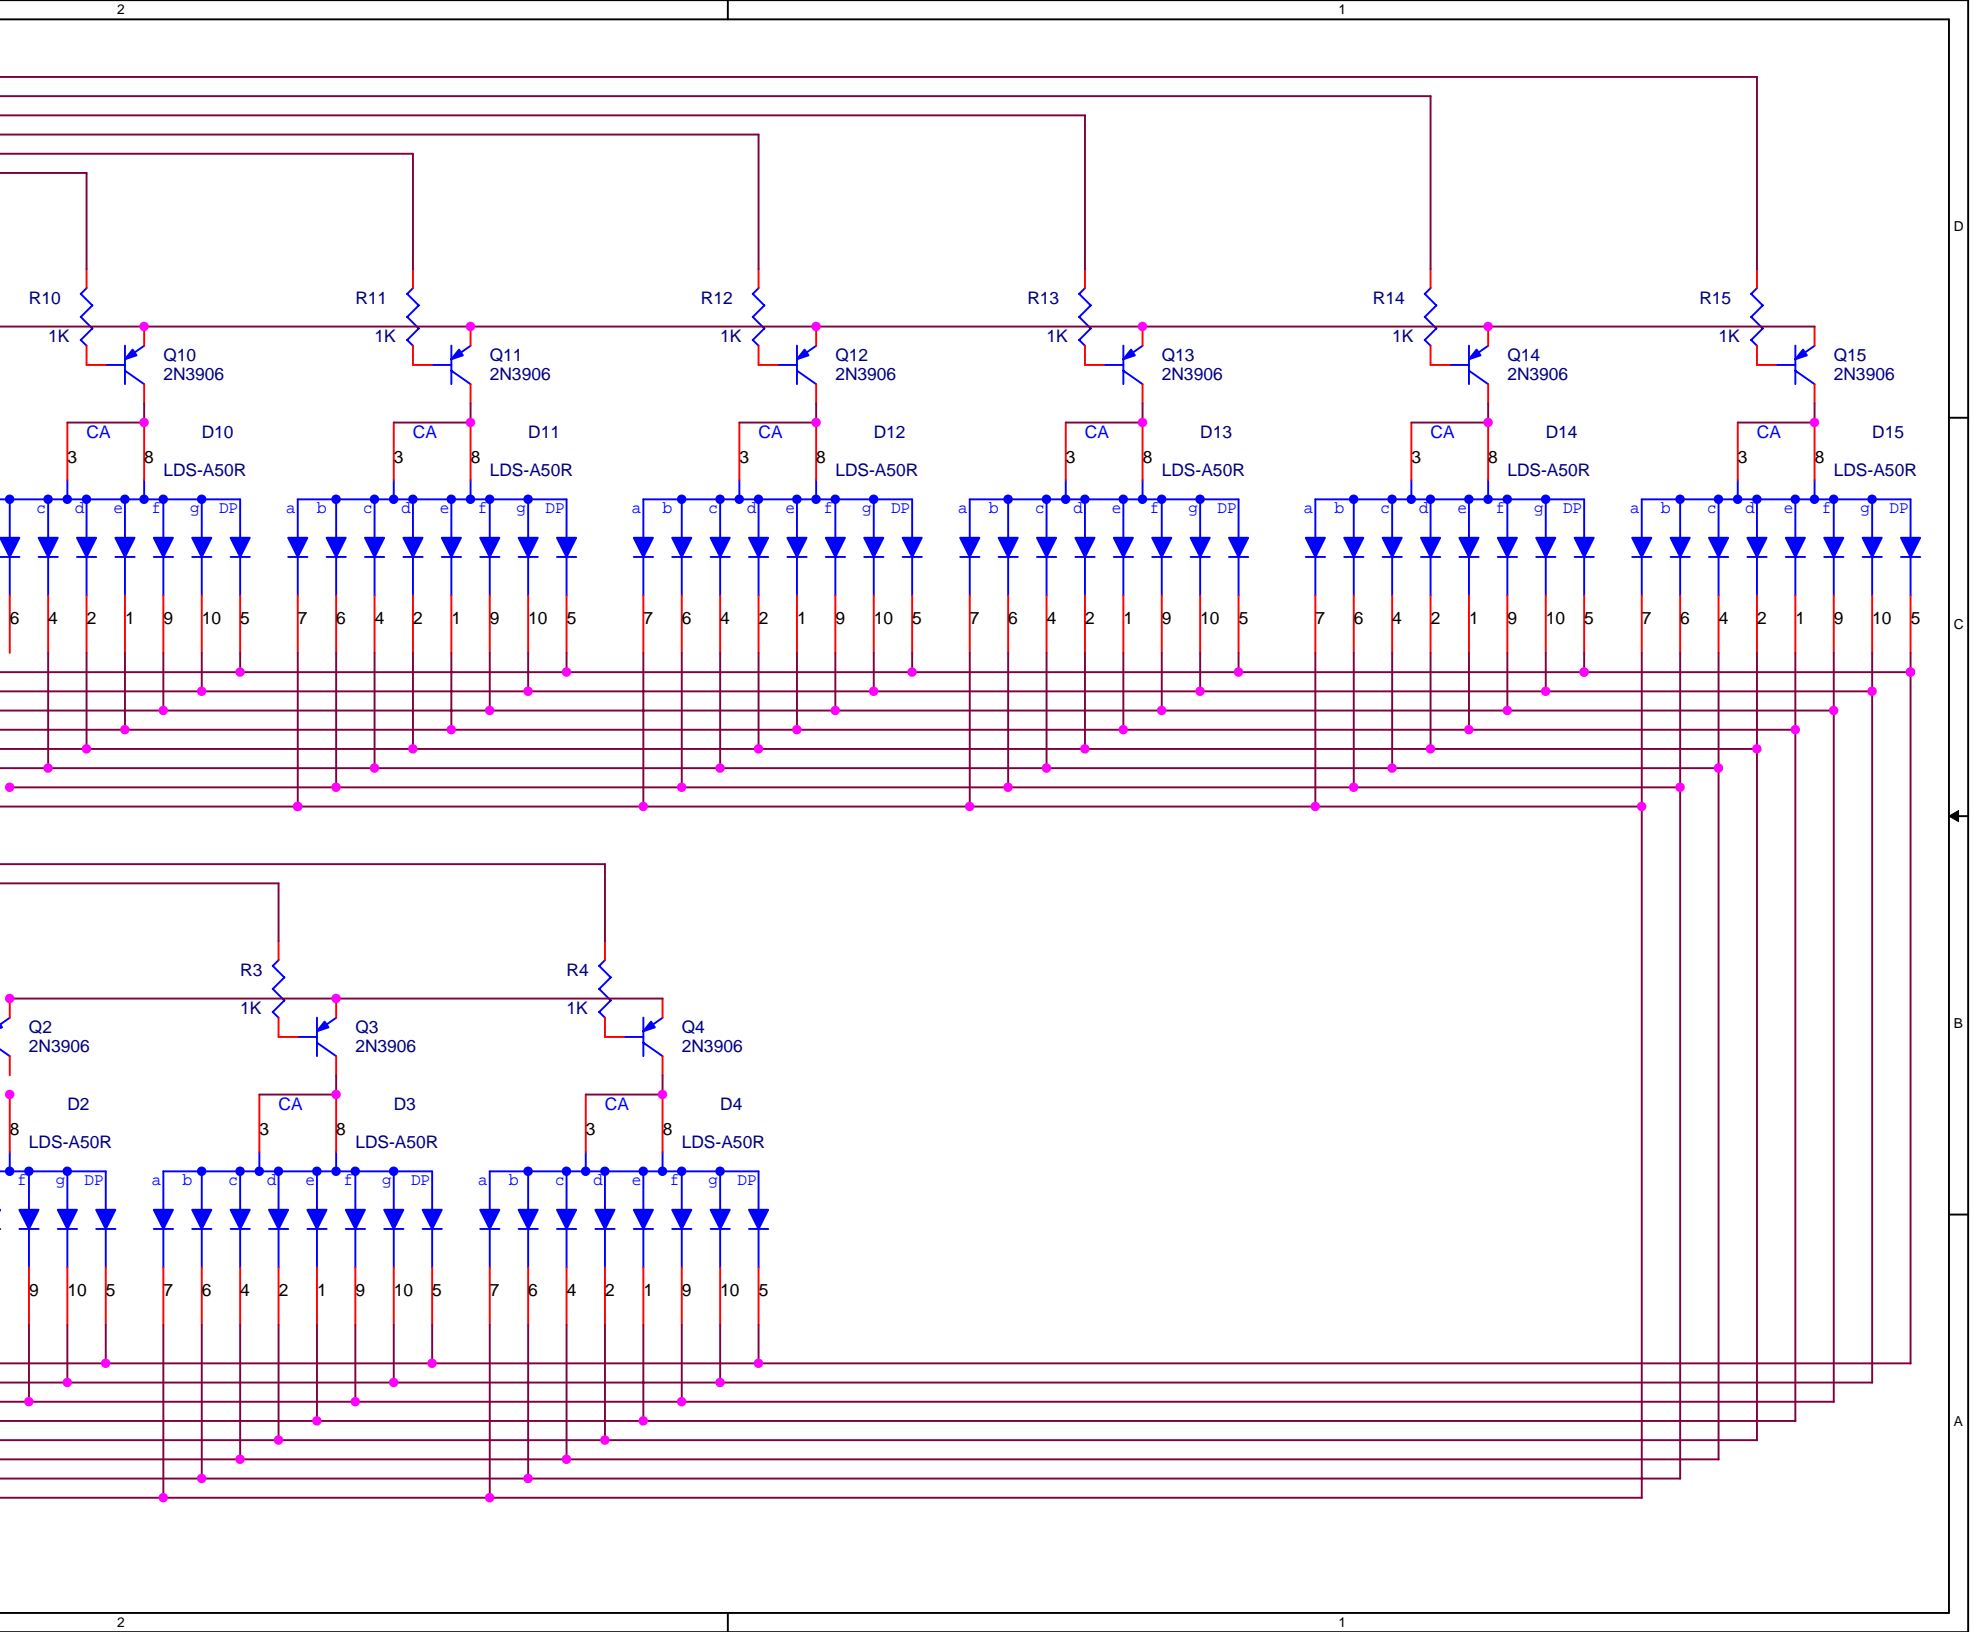 2 1
D
R10 R11 R12 R13 R14 R15
1K 1K 1K 1K 1K 1K
Q10 Q11 Q12 Q13 Q14 Q15
2N3906 2N3906 2N3906 2N3906 2N3906 2N3906
CA D10 CA D11 CA D12 CA D13 CA D14 CA D15
3 8 3 8 3 8 3 8 3 8 3 8
LDS-A50R LDS-A50R LDS-A50R LDS-A50R LDS-A50R LDS-A50R
c d e f g DP a b c d e f g DP a b c d e f g DP a b c d e f g DP a b c d e f g DP a b c d e f g DP
6 4 2 1 9 10 5 7 6 4 2 1 9 10 5 7 6 4 2 1 9 10 5 7 6 4 2 1 9 10 5 7 6 4 2 1 9 10 5 7 6 4 2 1 9 10 5
C
R3 R4
1K 1K
Q2 Q3 Q4
B
2N3906 2N3906 2N3906
D2 CA D3 CA D4
8 3 8 3 8
LDS-A50R LDS-A50R LDS-A50R
f g DP a b c d e f g DP a b c d e f g DP
9 10 5 7 6 4 2 1 9 10 5 7 6 4 2 1 9 10 5
A
2 1